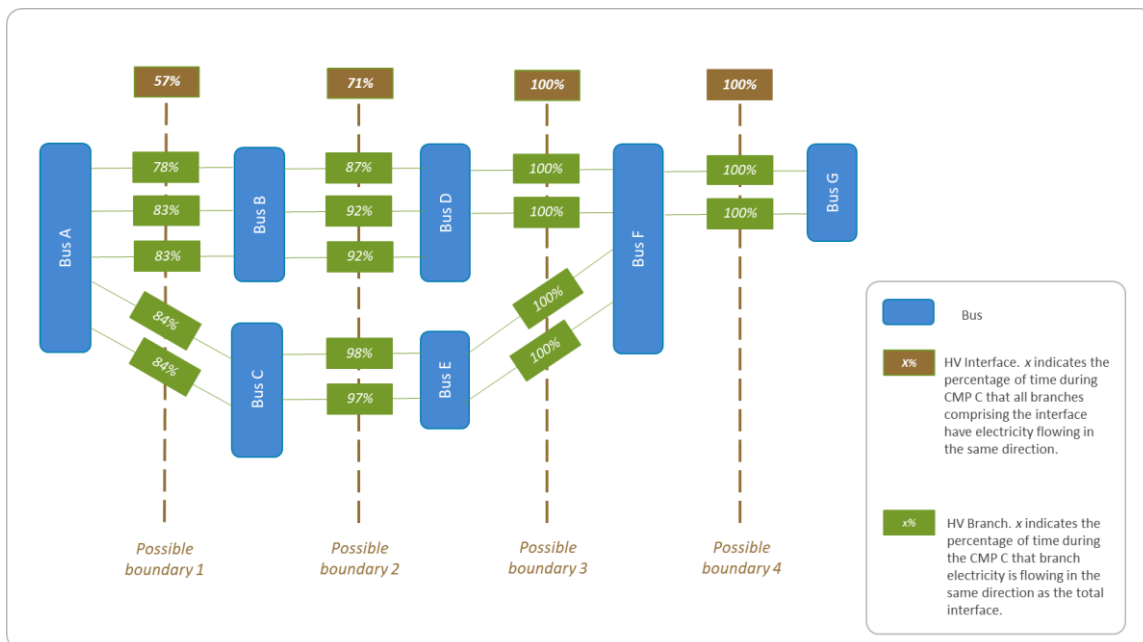 57%
71%
100%
100%
78%
87%
100%
100%
83%
92%
100%
100%
83%
92%
84%
84%
98%
97%
100%
100%
Bus A
Bus B
Bus C
Bus D
Bus E
Bus F
Bus G
Possible
boundary 1
Possible
boundary 2
Possible
boundary 3
Possible
boundary 4
Bus
X%
HV Interface. x indicates the
percentage of time during
CMP C that all branches
comprising the interface
have electricity flowing in
the same direction.
x%
HV Branch. x indicates the
percentage of time during
the CMP C that branch
electricity is flowing in the
same direction as the total
interface.